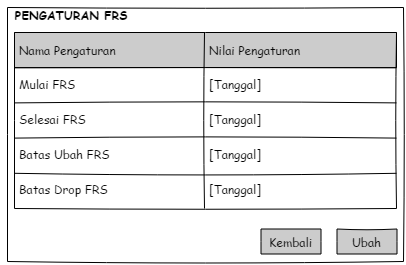 PENGATURAN FRS
Nama Pengaturan Nilai Pengaturan
Mulai FRS [Tanggal]
Selesai FRS [Tanggal]
Batas Ubah FRS [Tanggal]
Batas Drop FRS [Tanggal]
Kembali Ubah